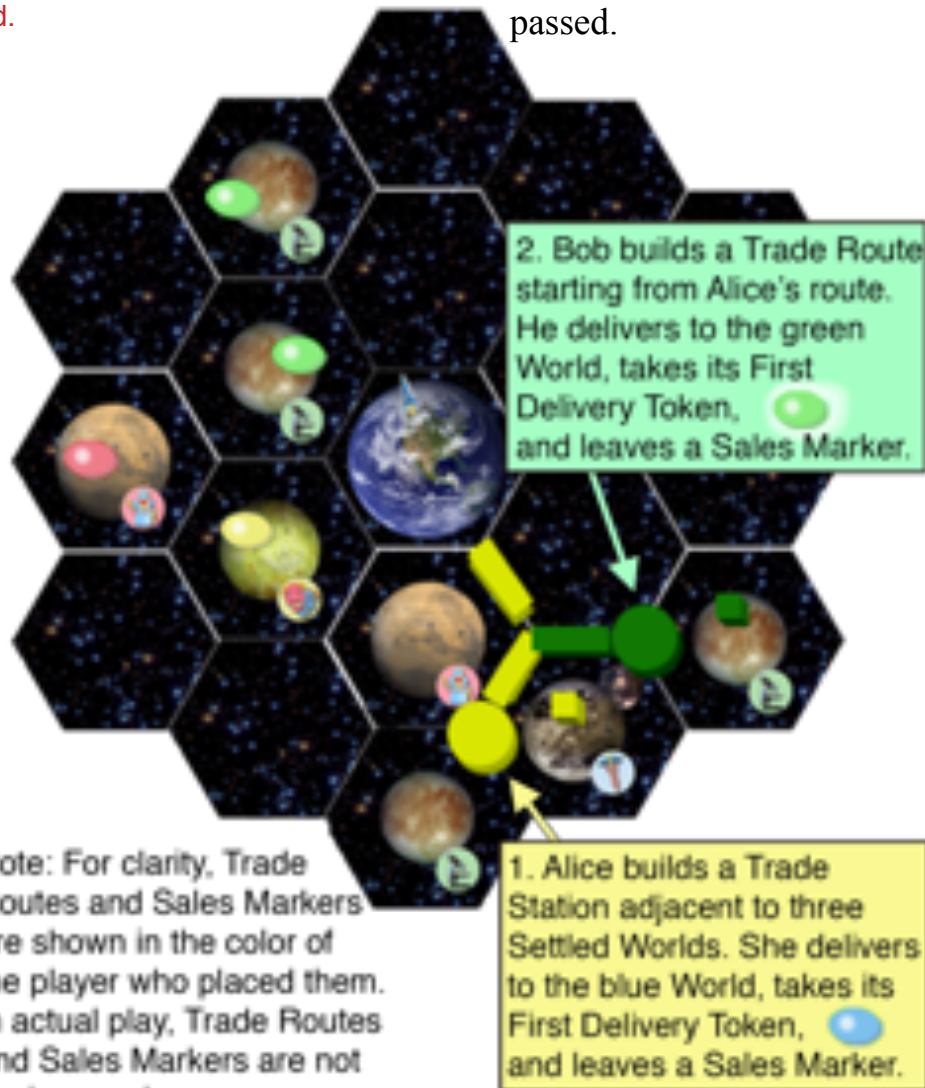 d.
passed.
2. Bob builds a Trade Route
starting from Alice's route.
He delivers to the green
World, takes its First
Delivery Token,
and leaves a Sales Marker.
ote: For clarity, Trade
outes and Sales Markers
re shown in the color of
e player who placed them.
actual play, Trade Routes
nd Sales Markers are not
1. Alice builds a Trade
Station adjacent to three
Settled Worlds. She delivers
to the blue World, takes its
First Delivery Token,
and leaves a Sales Marker.